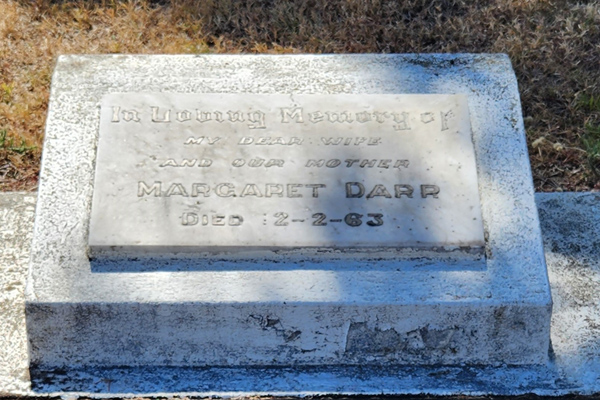 In Loving Memory of
MY DEAR WIFE
AND OUR MOTHER
MARGARET DARR
DIED 2-2-63